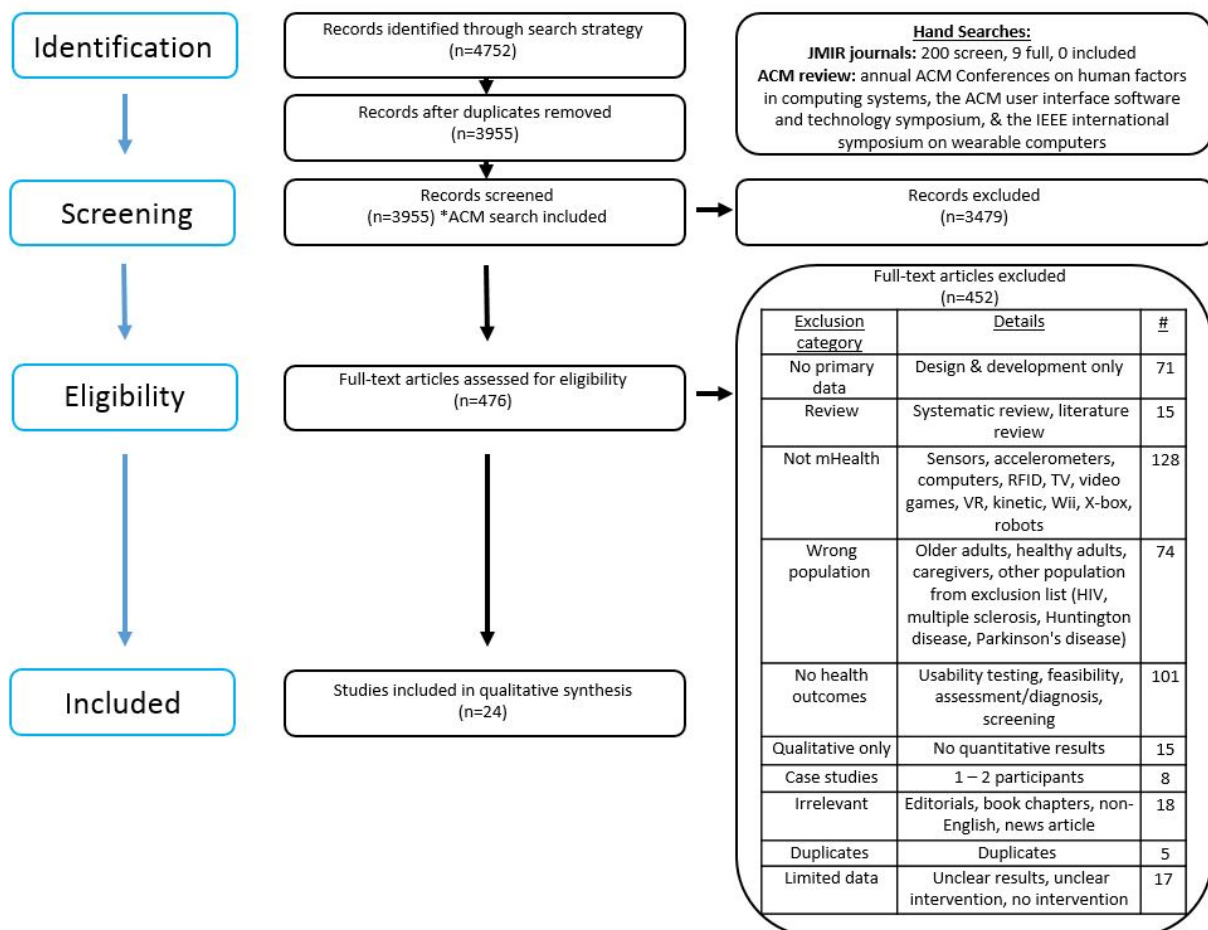 Identification
Records identified through search strategy
(n=4752)
Hand Searches:
JMIR journals: 200 screen, 9 full, 0 included
ACM review: annual ACM Conferences on human factors
in computing systems, the ACM user interface software
and technology symposium, & the IEEE international
symposium on wearable computers
Records after duplicates removed
(n=3955)
Screening
Records screened
(n=3955) *ACM search included
Records excluded
(n=3479)
Eligibility
Full-text articles assessed for eligibility
(n=476)
Full-text articles excluded
(n=452)
Exclusion
category
Details
#
No primary
data
Design & development only
71
Review
Systematic review, literature
review
15
Not mHealth
Sensors, accelerometers,
computers, RFID, TV, video
games, VR, kinetic, Wii, X-box,
robots
128
Wrong
population
Older adults, healthy adults,
caregivers, other population
from exclusion list (HIV,
multiple sclerosis, Huntington
disease, Parkinson's disease)
74
No health
outcomes
Usability testing, feasibility,
assessment/diagnosis,
screening
101
Qualitative only
No quantitative results
15
Case studies
1 – 2 participants
8
Irrelevant
Editorials, book chapters, non-
English, news article
18
Duplicates
Duplicates
5
Limited data
Unclear results, unclear
intervention, no intervention
17
Included
Studies included in qualitative synthesis
(n=24)